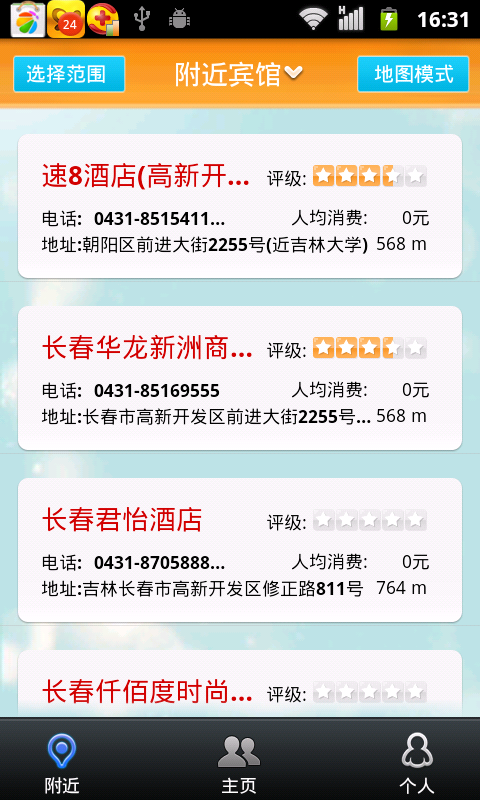 24
H
16:31
选择范围
附近宾馆
地图模式
速8酒店(高新开...
评级:
电话: 0431-8515411...
人均消费: 0元
地址:朝阳区前进大街2255号(近吉林大学) 568 m
长春华龙新洲商...
评级:
电话: 0431-85169555
人均消费: 0元
地址:长春市高新开发区前进大街2255号... 568 m
长春君怡酒店
评级:
电话: 0431-8705888...
人均消费: 0元
地址:吉林长春市高新开发区修正路811号 764 m
长春仟佰度时尚...
评级:
附近
主页
个人